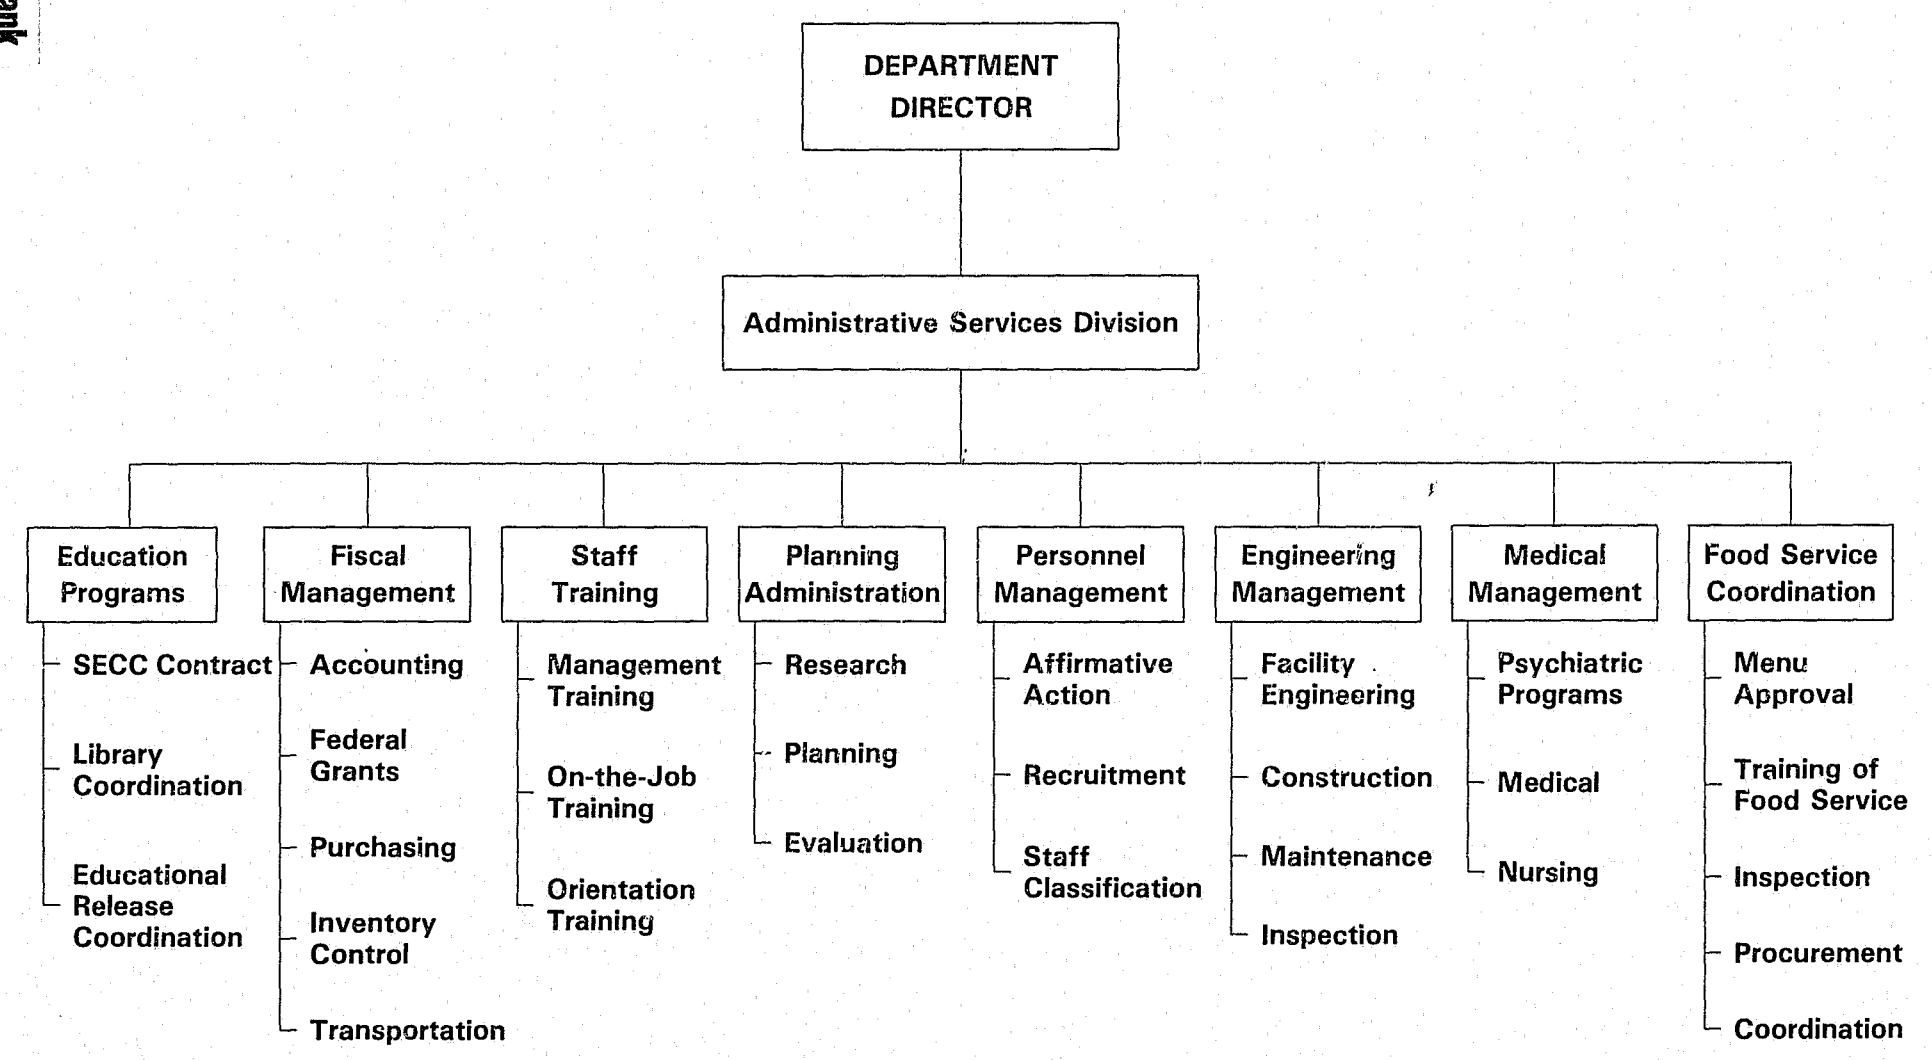 DEPARTMENT
DIRECTOR
Administrative Services Division
Education
Programs
SECC Contract
Library
Coordination
Educational
Release
Coordination
Fiscal
Management
Accounting
Federal
Grants
Purchasing
Inventory
Control
Transportation
Staff
Training
Management
Training
On-the-Job
Training
Orientation
Training
Planning
Administration
Research
Planning
Evaluation
Personnel
Management
Affirmative
Action
Recruitment
Staff
Classification
Engineering
Management
Facility
Engineering
Construction
Maintenance
Inspection
Medical
Management
Psychiatric
Programs
Medical
Nursing
Food Service
Coordination
Menu
Approval
Training of
Food Service
Inspection
Procurement
Coordination